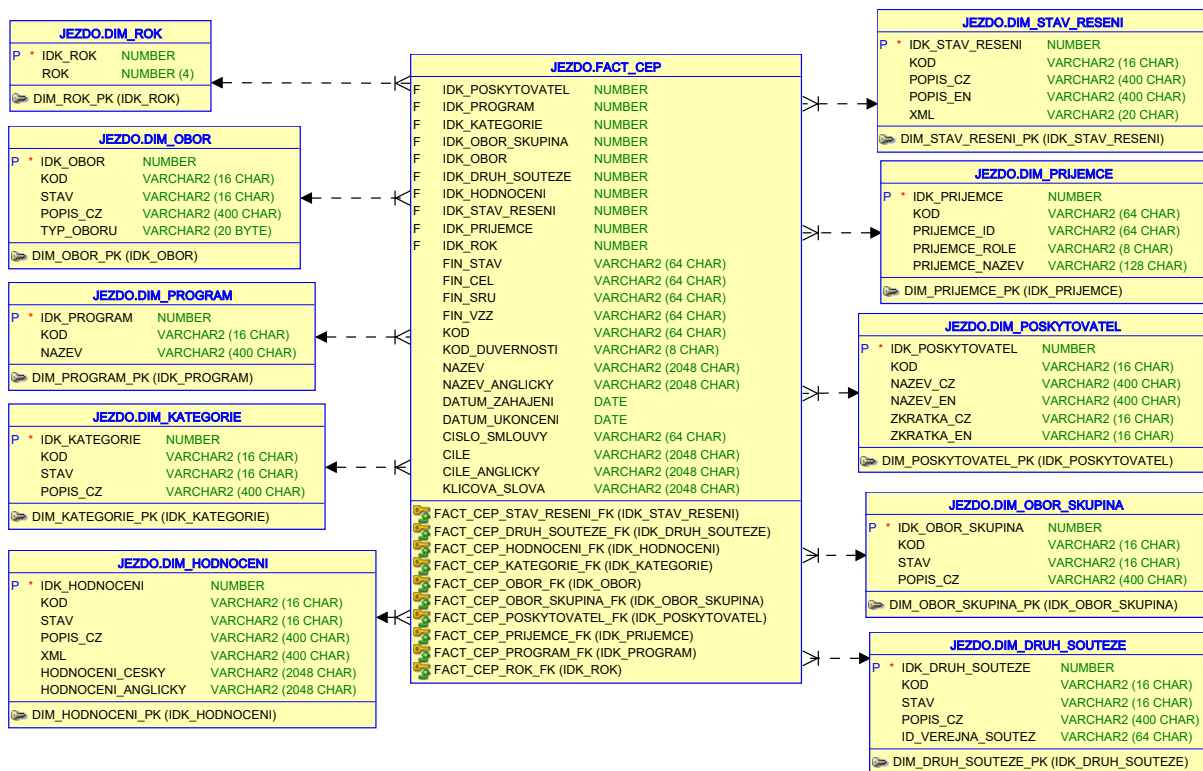 JEZDO.DIM_ROK
P * IDK_ROK NUMBER
ROK NUMBER (4)
DIM_ROK_PK (IDK_ROK)
JEZDO.DIM_OBOR
P * IDK_OBOR NUMBER
KOD VARCHAR2 (16 CHAR)
STAV VARCHAR2 (16 CHAR)
POPIS_CZ VARCHAR2 (400 CHAR)
TYP_OBORU VARCHAR2 (20 BYTE)
DIM_OBOR_PK (IDK_OBOR)
JEZDO.DIM_PROGRAM
P * IDK_PROGRAM NUMBER
KOD VARCHAR2 (16 CHAR)
NAZEV VARCHAR2 (400 CHAR)
DIM_PROGRAM_PK (IDK_PROGRAM)
JEZDO.DIM_KATEGORIE
P * IDK_KATEGORIE NUMBER
KOD VARCHAR2 (16 CHAR)
STAV VARCHAR2 (16 CHAR)
POPIS_CZ VARCHAR2 (400 CHAR)
DIM_KATEGORIE_PK (IDK_KATEGORIE)
JEZDO.DIM_HODNOCENI
P * IDK_HODNOCENI NUMBER
KOD VARCHAR2 (16 CHAR)
STAV VARCHAR2 (16 CHAR)
POPIS_CZ VARCHAR2 (400 CHAR)
XML VARCHAR2 (400 CHAR)
HODNOCENI_CESKY VARCHAR2 (2048 CHAR)
HODNOCENI_ANGLICKY VARCHAR2 (2048 CHAR)
DIM_HODNOCENI_PK (IDK_HODNOCENI)
JEZDO.FACT_CEP
F IDK_POSKYTOVATEL NUMBER
F IDK_PROGRAM NUMBER
F IDK_KATEGORIE NUMBER
F IDK_OBOR_SKUPINA NUMBER
F IDK_OBOR NUMBER
F IDK_DRUH_SOUTEZE NUMBER
F IDK_HODNOCENI NUMBER
F IDK_STAV_RESENI NUMBER
F IDK_PRIJEMCE NUMBER
F IDK_ROK NUMBER
FIN_STAV VARCHAR2 (64 CHAR)
FIN_CEL VARCHAR2 (64 CHAR)
FIN_SRU VARCHAR2 (64 CHAR)
FIN_VZZ VARCHAR2 (64 CHAR)
KOD VARCHAR2 (64 CHAR)
KOD_DUVERNOSTI VARCHAR2 (8 CHAR)
NAZEV VARCHAR2 (2048 CHAR)
NAZEV_ANGLICKY VARCHAR2 (2048 CHAR)
DATUM_ZAHAJENI DATE
DATUM_UKONCENI DATE
CISLO_SMLOUVY VARCHAR2 (64 CHAR)
CILE VARCHAR2 (2048 CHAR)
CILE_ANGLICKY VARCHAR2 (2048 CHAR)
KLICOVA_SLOVA VARCHAR2 (2048 CHAR)
FACT_CEP_STAV_RESENI_FK (IDK_STAV_RESENI)
FACT_CEP_DRUH_SOUTEZE_FK (IDK_DRUH_SOUTEZE)
FACT_CEP_HODNOCENI_FK (IDK_HODNOCENI)
FACT_CEP_KATEGORIE_FK (IDK_KATEGORIE)
FACT_CEP_OBOR_FK (IDK_OBOR)
FACT_CEP_OBOR_SKUPINA_FK (IDK_OBOR_SKUPINA)
FACT_CEP_POSKYTOVATEL_FK (IDK_POSKYTOVATEL)
FACT_CEP_PRIJEMCE_FK (IDK_PRIJEMCE)
FACT_CEP_PROGRAM_FK (IDK_PROGRAM)
FACT_CEP_ROK_FK (IDK_ROK)
JEZDO.DIM_STAV_RESENI
P * IDK_STAV_RESENI NUMBER
KOD VARCHAR2 (16 CHAR)
POPIS_CZ VARCHAR2 (400 CHAR)
POPIS_EN VARCHAR2 (400 CHAR)
XML VARCHAR2 (20 CHAR)
DIM_STAV_RESENI_PK (IDK_STAV_RESENI)
JEZDO.DIM_PRIJEMCE
P * IDK_PRIJEMCE NUMBER
KOD VARCHAR2 (64 CHAR)
PRIJEMCE_ID VARCHAR2 (64 CHAR)
PRIJEMCE_ROLE VARCHAR2 (8 CHAR)
PRIJEMCE_NAZEV VARCHAR2 (128 CHAR)
DIM_PRIJEMCE_PK (IDK_PRIJEMCE)
JEZDO.DIM_POSKYTOVATEL
P * IDK_POSKYTOVATEL NUMBER
KOD VARCHAR2 (16 CHAR)
NAZEV_CZ VARCHAR2 (400 CHAR)
NAZEV_EN VARCHAR2 (400 CHAR)
ZKRATKA_CZ VARCHAR2 (16 CHAR)
ZKRATKA_EN VARCHAR2 (16 CHAR)
DIM_POSKYTOVATEL_PK (IDK_POSKYTOVATEL)
JEZDO.DIM_OBOR_SKUPINA
P * IDK_OBOR_SKUPINA NUMBER
KOD VARCHAR2 (16 CHAR)
STAV VARCHAR2 (16 CHAR)
POPIS_CZ VARCHAR2 (400 CHAR)
DIM_OBOR_SKUPINA_PK (IDK_OBOR_SKUPINA)
JEZDO.DIM_DRUH_SOUTEZE
P * IDK_DRUH_SOUTEZE NUMBER
KOD VARCHAR2 (16 CHAR)
STAV VARCHAR2 (16 CHAR)
POPIS_CZ VARCHAR2 (400 CHAR)
ID_VEREJNA_SOUTEZ VARCHAR2 (64 CHAR)
DIM_DRUH_SOUTEZE_PK (IDK_DRUH_SOUTEZE)